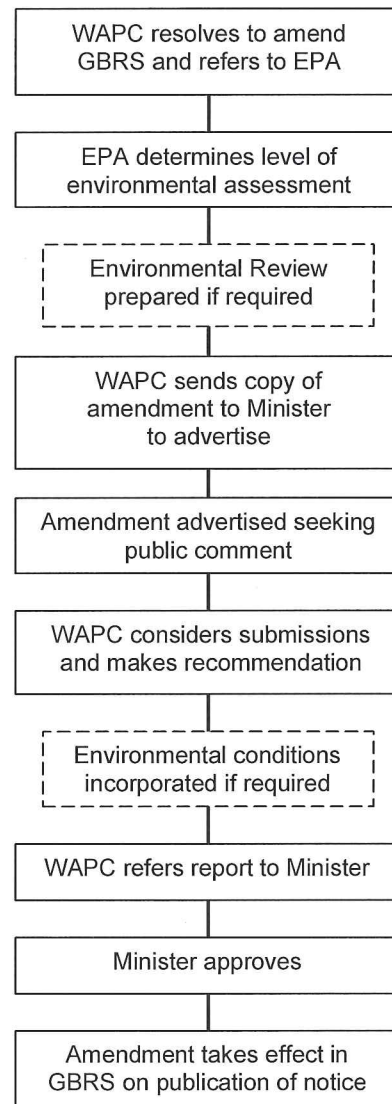 WAPC resolves to amend
GBRS and refers to EPA
EPA determines level of
environmental assessment
Environmental Review
prepared if required
WAPC sends copy of
amendment to Minister
to advertise
Amendment advertised seeking
public comment
WAPC considers submissions
and makes recommendation
Environmental conditions
incorporated if required
WAPC refers report to Minister
Minister approves
Amendment takes effect in
GBRS on publication of notice